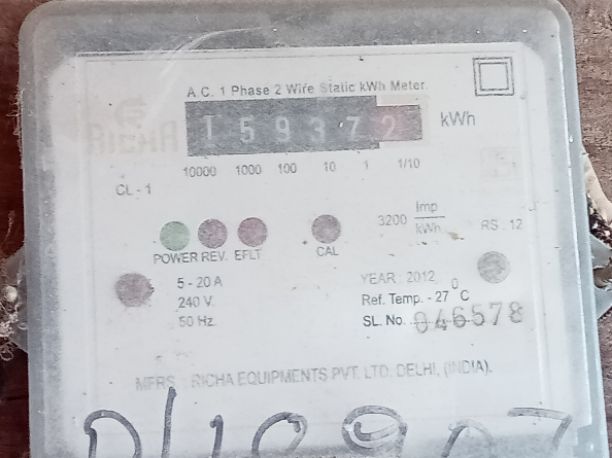 A.C. 1 Phase 2 Wire Static kWh Meter.
RICHA
159372 kWh
10000 1000 100 10 1 1/10
CL - 1
3200 Imp/kWh
RS. 12
POWER REV. EFLT CAL
5 - 20 A
240 V.
50 Hz.
YEAR : 2012
Ref. Temp. - 27 °C
SL. No. 046578
MFRS : RICHA EQUIPMENTS PVT. LTD. DELHI, (INDIA).